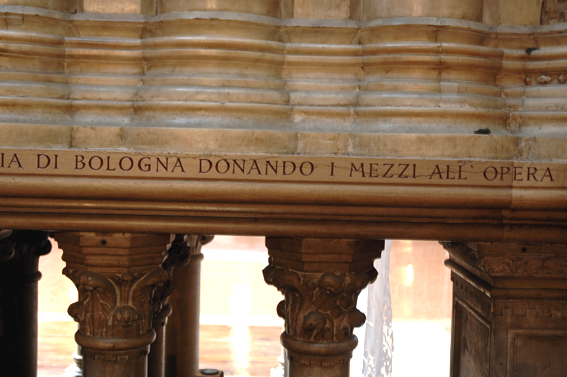 IA DI BOLOGNA DONANDO I MEZZI ALL' OPERA